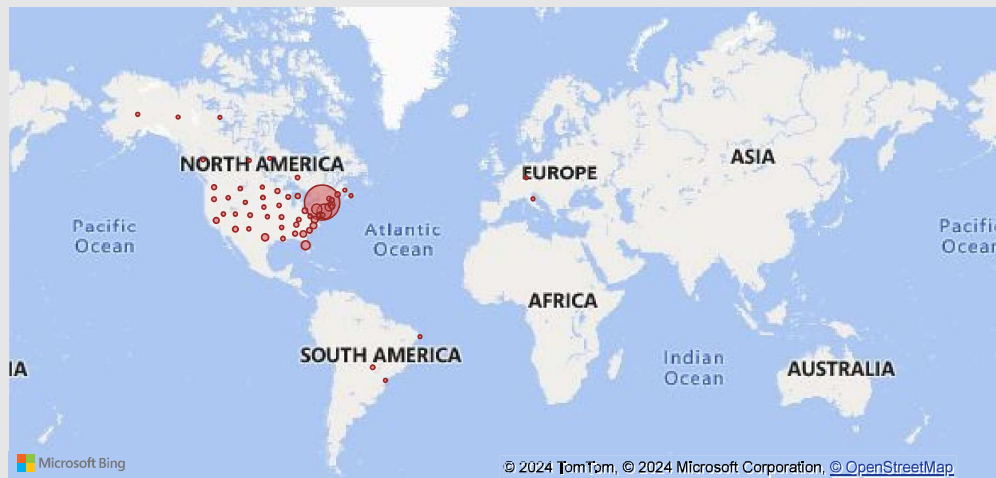 NORTH AMERICA
EUROPE
ASIA
Pacific
Ocean
Atlantic
Ocean
Pacific
Ocean
AFRICA
SOUTH AMERICA
Indian
Ocean
AUSTRALIA
IA
Microsoft Bing
© 2024 TomTom, © 2024 Microsoft Corporation, © OpenStreetMap